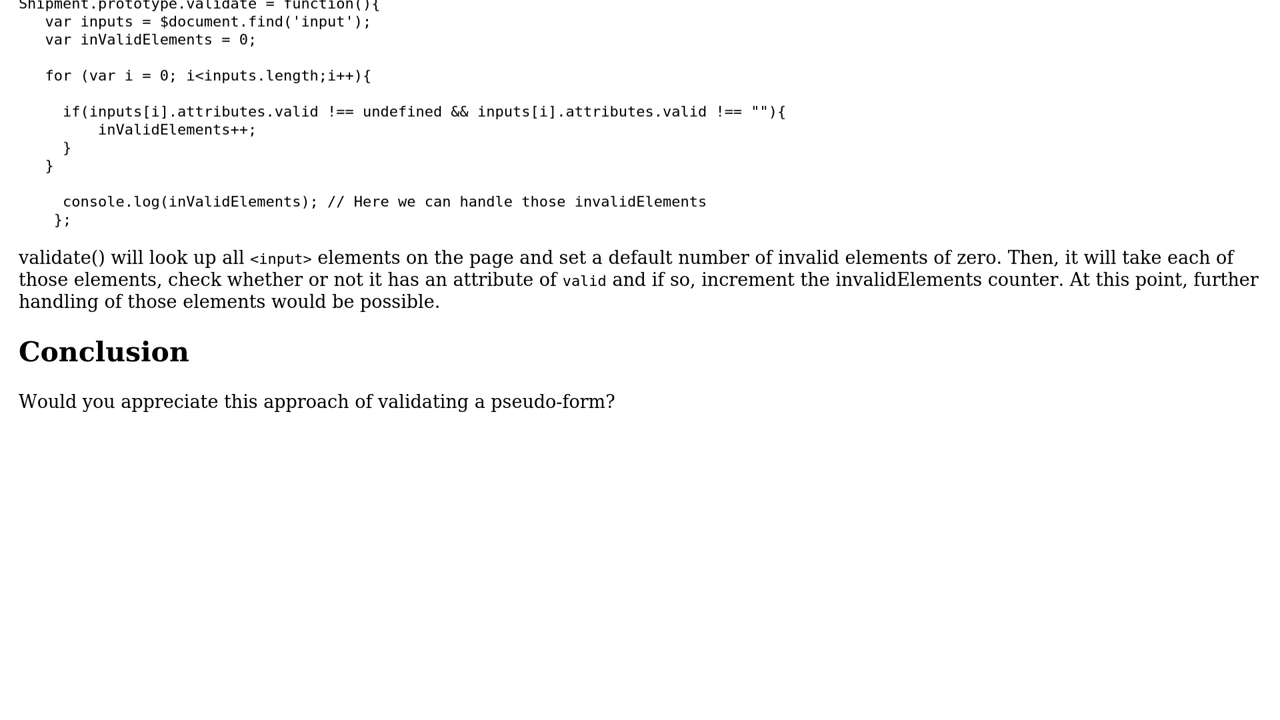 Shipment.prototype.validate = function(){
   var inputs = $document.find('input');
   var inValidElements = 0;

   for (var i = 0; i<inputs.length;i++){

     if(inputs[i].attributes.valid !== undefined && inputs[i].attributes.valid !== ""){
         inValidElements++;
     }
   }

     console.log(inValidElements); // Here we can handle those invalidElements
    };
validate() will look up all <input> elements on the page and set a default number of invalid elements of zero. Then, it will take each of
those elements, check whether or not it has an attribute of valid and if so, increment the invalidElements counter. At this point, further
handling of those elements would be possible.
Conclusion
Would you appreciate this approach of validating a pseudo-form?